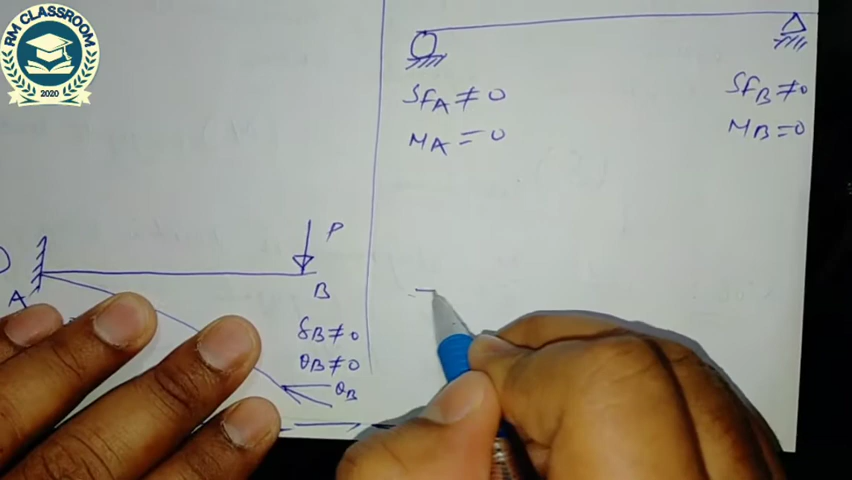 RM CLASSROOM
2020
SFA ≠ 0
MA = 0
SFB ≠ 0
MB = 0
P
A
B
δB ≠ 0
θB ≠ 0
θB